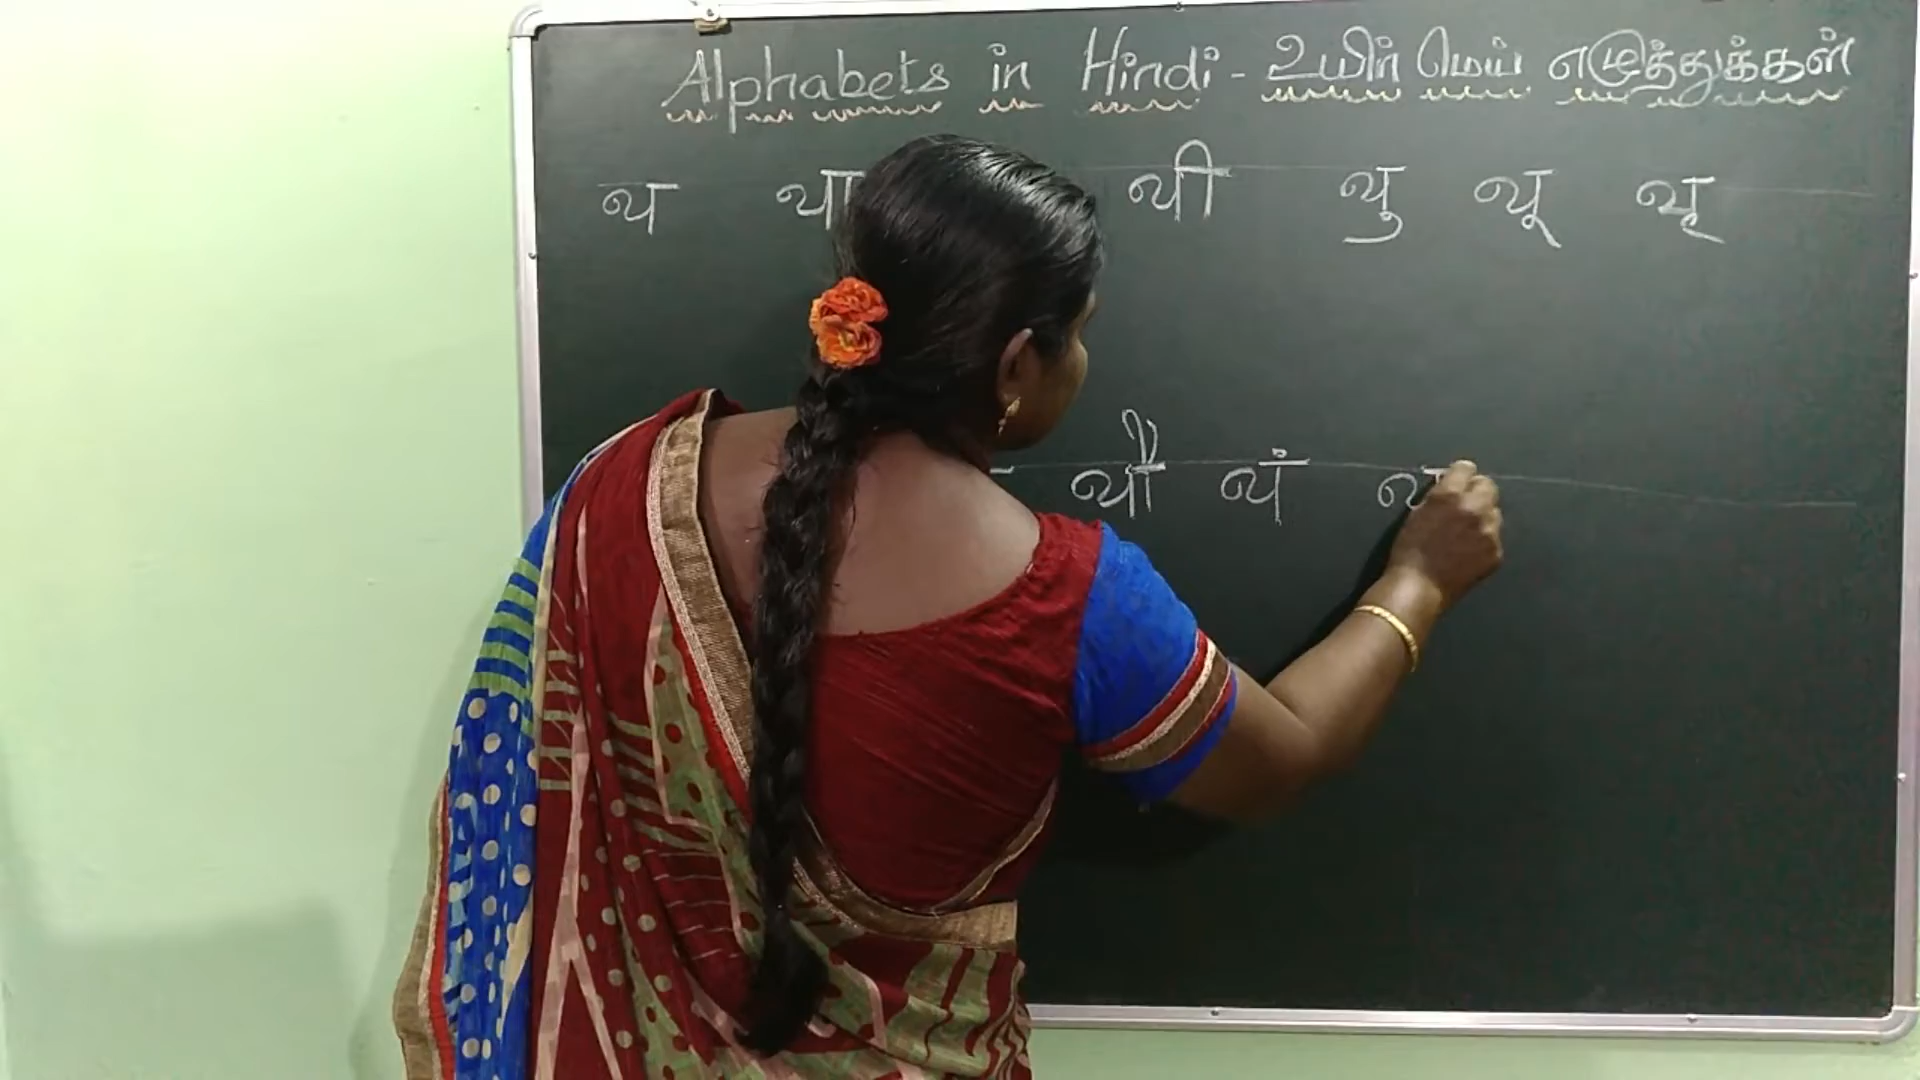 Alphabets in Hindi - உயிர் மெய் எழுத்துக்கள்
थ था थी थु थू थृ
थौ थं